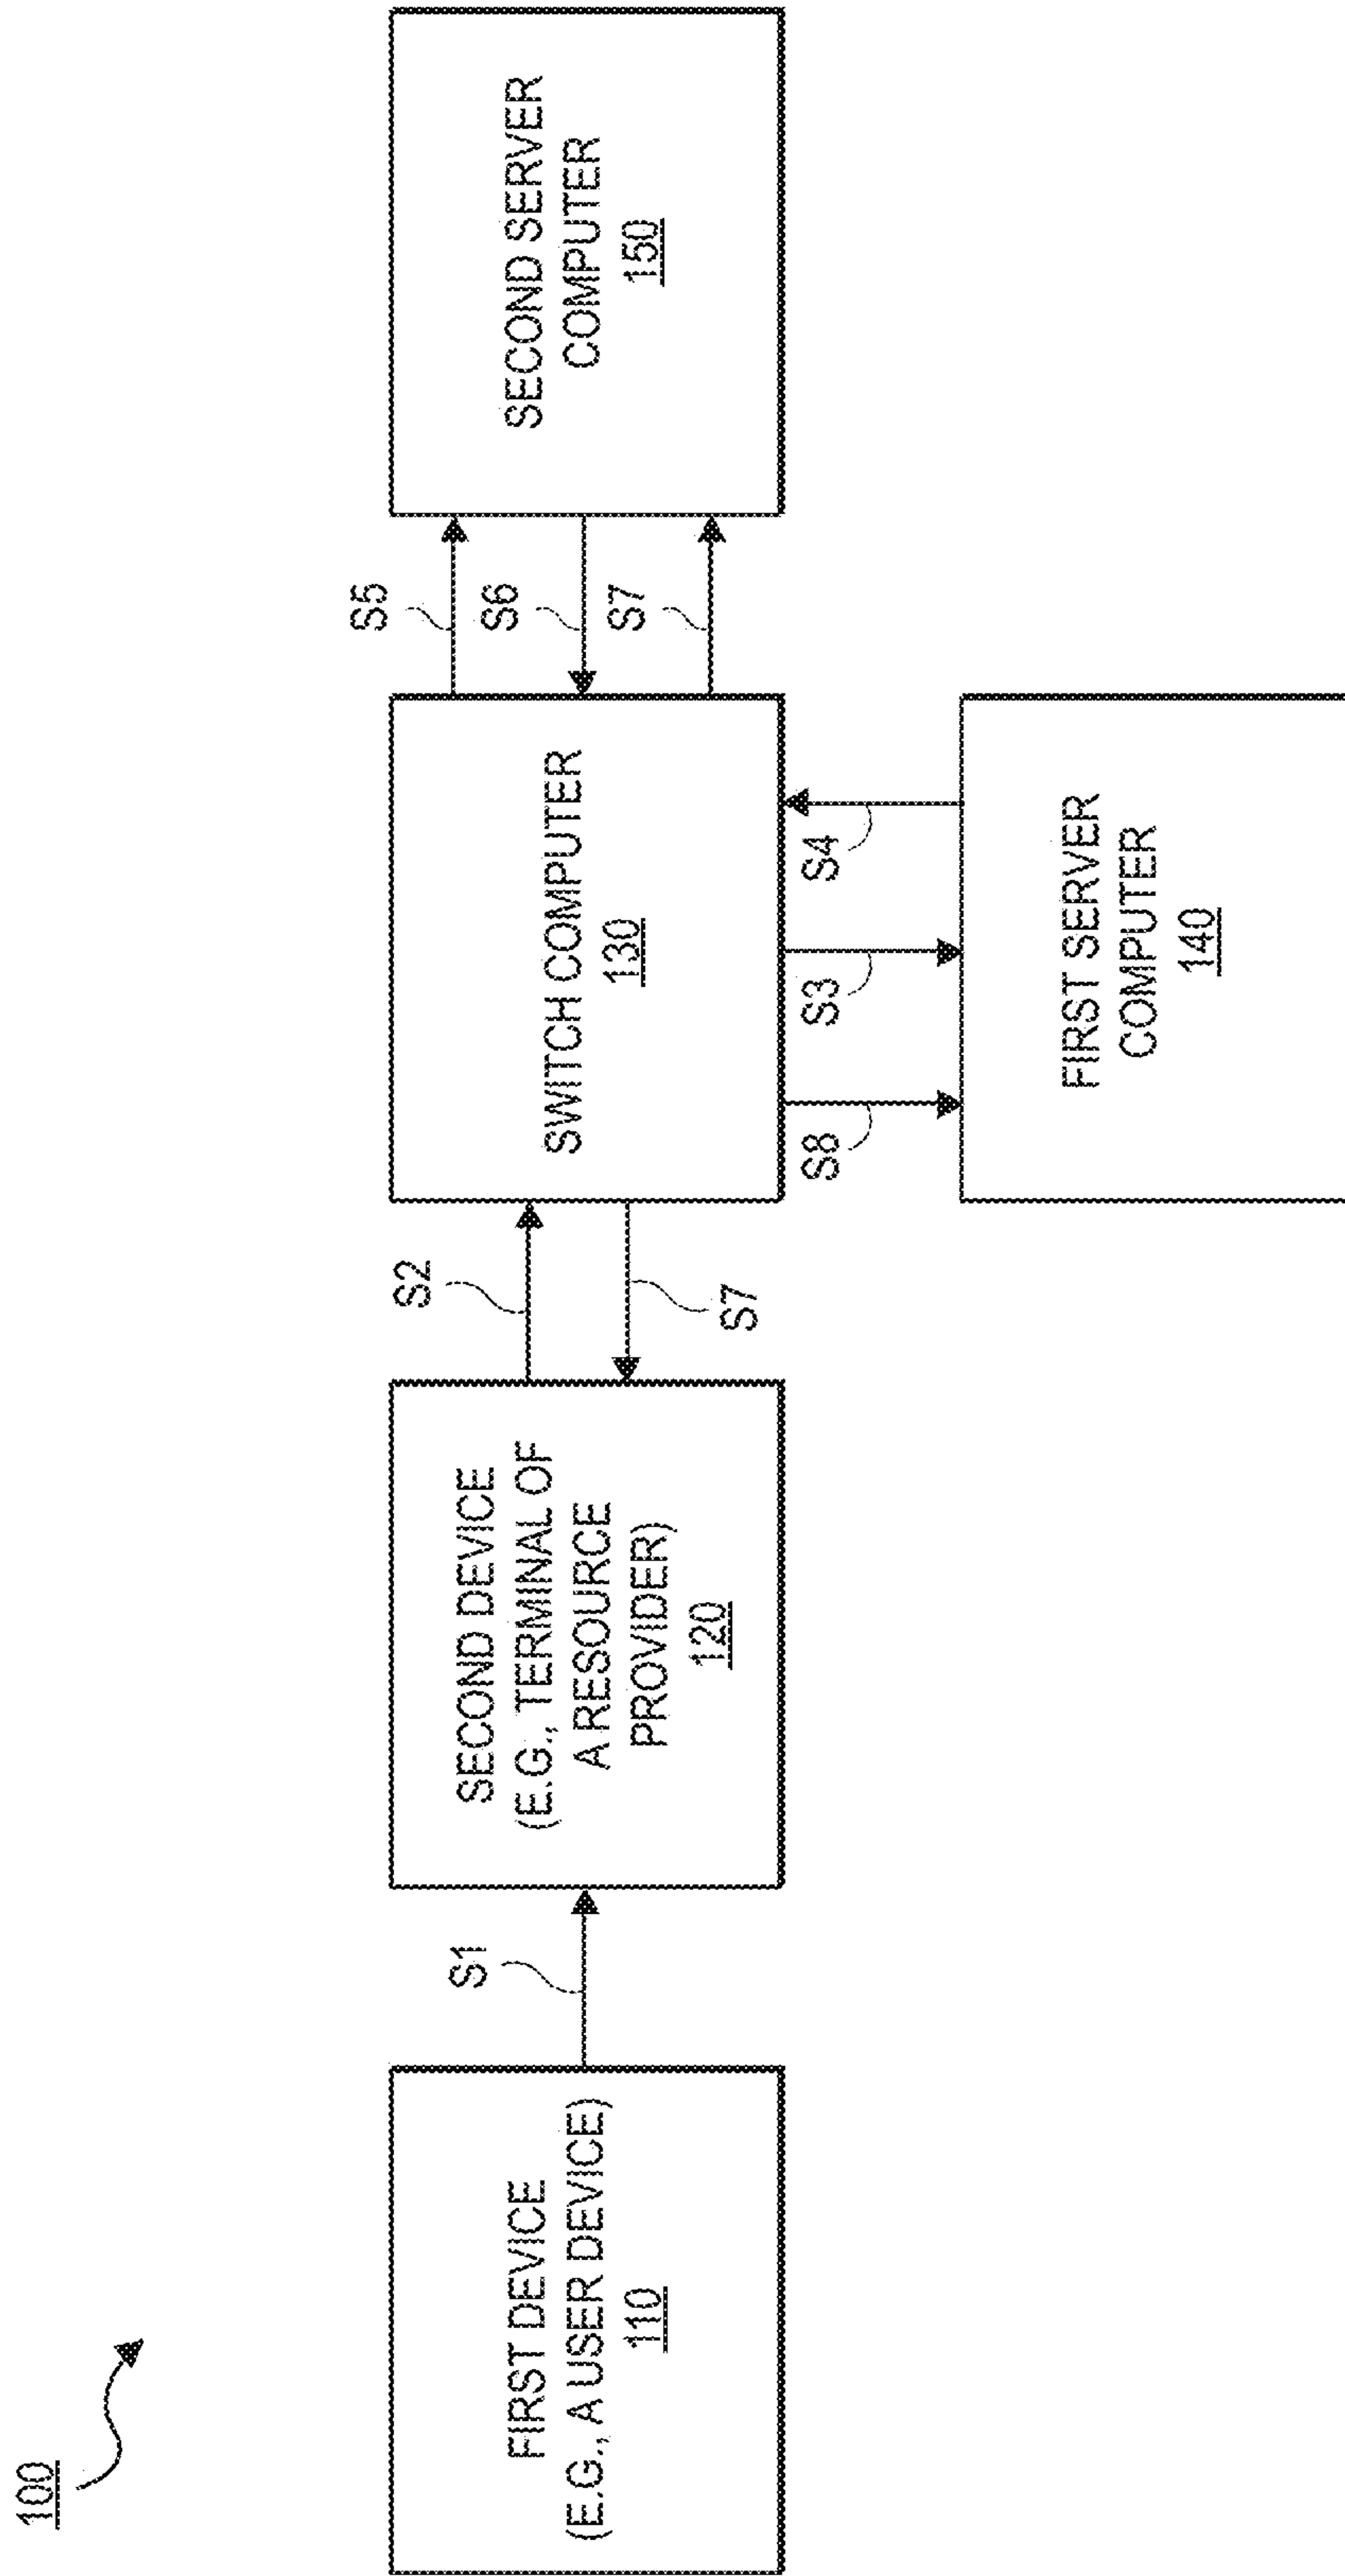 100
FIRST DEVICE
(E.G., A USER DEVICE)
110
S1
SECOND DEVICE
(E.G., TERMINAL OF
A RESOURCE
PROVIDER)
120
S2
S7
SWITCH COMPUTER
130
S8
S3
S4
FIRST SERVER
COMPUTER
140
S5
S6
S7
SECOND SERVER
COMPUTER
150